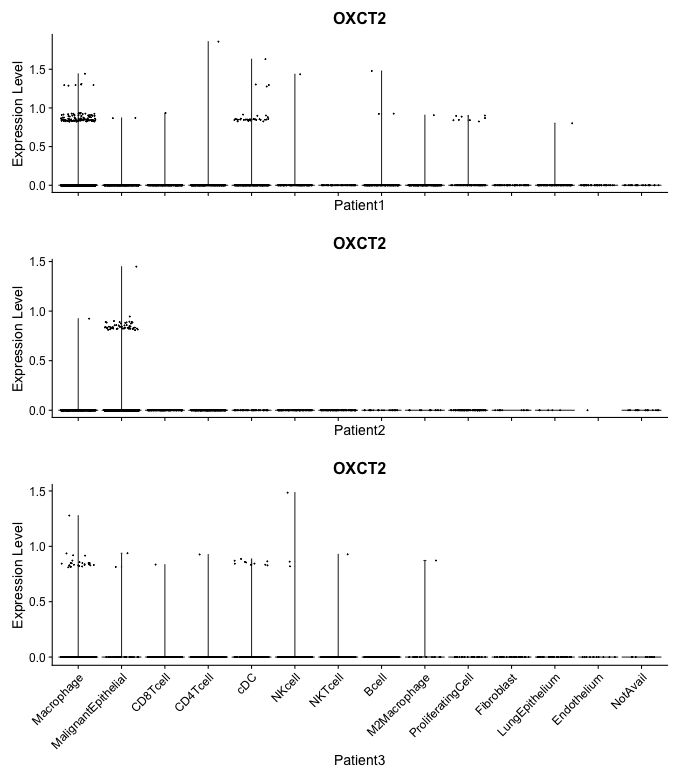 OXCT2
Expression Level
1.5
1.0
0.5
0.0
Patient1
OXCT2
Expression Level
1.5
1.0
0.5
0.0
Patient2
OXCT2
Expression Level
1.5
1.0
0.5
0.0
Macrophage
MalignantEpithelial
CD8Tcell
CD4Tcell
cDC
NKcell
NKTcell
Bcell
M2Macrophage
ProliferatingCell
Fibroblast
LungEpithelium
Endothelium
NotAvail
Patient3